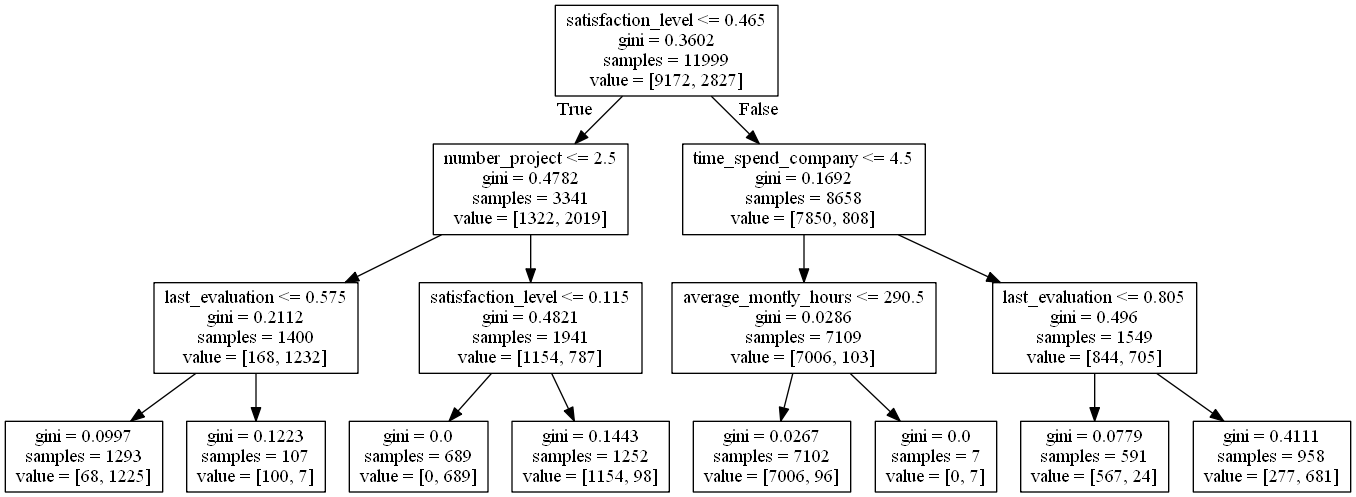 satisfaction_level <= 0.465
gini = 0.3602
samples = 11999
value = [9172, 2827]
True
False
number_project <= 2.5
gini = 0.4782
samples = 3341
value = [1322, 2019]
time_spend_company <= 4.5
gini = 0.1692
samples = 8658
value = [7850, 808]
last_evaluation <= 0.575
gini = 0.2112
samples = 1400
value = [168, 1232]
satisfaction_level <= 0.115
gini = 0.4821
samples = 1941
value = [1154, 787]
average_montly_hours <= 290.5
gini = 0.0286
samples = 7109
value = [7006, 103]
last_evaluation <= 0.805
gini = 0.496
samples = 1549
value = [844, 705]
gini = 0.0997
samples = 1293
value = [68, 1225]
gini = 0.1223
samples = 107
value = [100, 7]
gini = 0.0
samples = 689
value = [0, 689]
gini = 0.1443
samples = 1252
value = [1154, 98]
gini = 0.0267
samples = 7102
value = [7006, 96]
gini = 0.0
samples = 7
value = [0, 7]
gini = 0.0779
samples = 591
value = [567, 24]
gini = 0.4111
samples = 958
value = [277, 681]